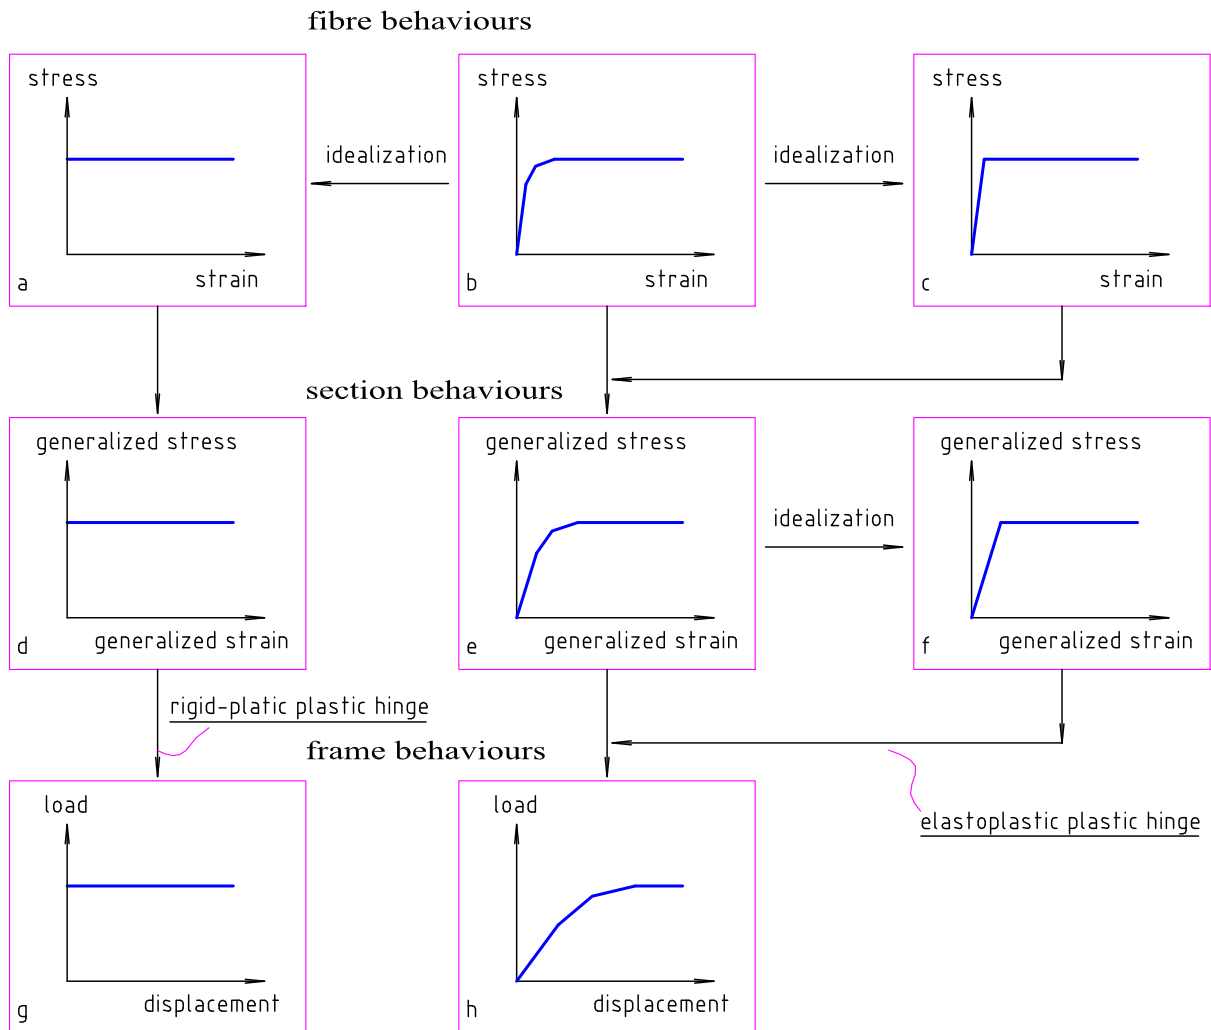 fibre behaviours
stress
strain
a
idealization
stress
strain
b
idealization
stress
strain
c
section behaviours
generalized stress
generalized strain
d
generalized stress
generalized strain
e
idealization
generalized stress
generalized strain
f
rigid-platic plastic hinge
frame behaviours
elastoplastic plastic hinge
load
displacement
g
load
displacement
h